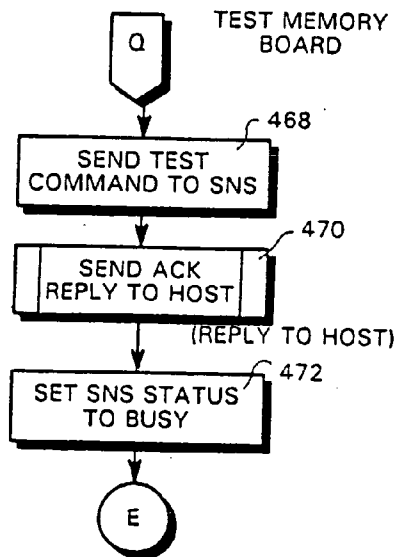 Q
TEST MEMORY
BOARD
468
SEND TEST
COMMAND TO SNS
470
SEND ACK
REPLY TO HOST
(REPLY TO HOST)
472
SET SNS STATUS
TO BUSY
E